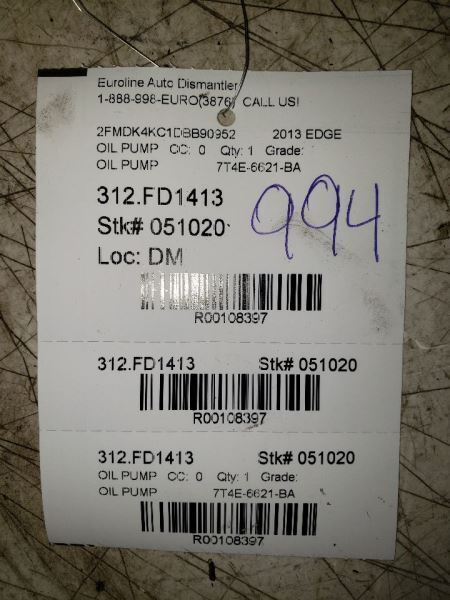 Euroline Auto Dismantler
1-888-998-EURO(3876) CALL US!
2FMDK4KC1DBB90952 2013 EDGE
OIL PUMP CC: 0 Qty: 1 Grade:
OIL PUMP 7T4E-6621-BA
312.FD1413
Stk# 051020
994
Loc: DM
R00108397
312.FD1413 Stk# 051020
R00108397
312.FD1413 Stk# 051020
OIL PUMP CC: 0 Qty: 1 Grade:
OIL PUMP 7T4E-6621-BA
R00108397